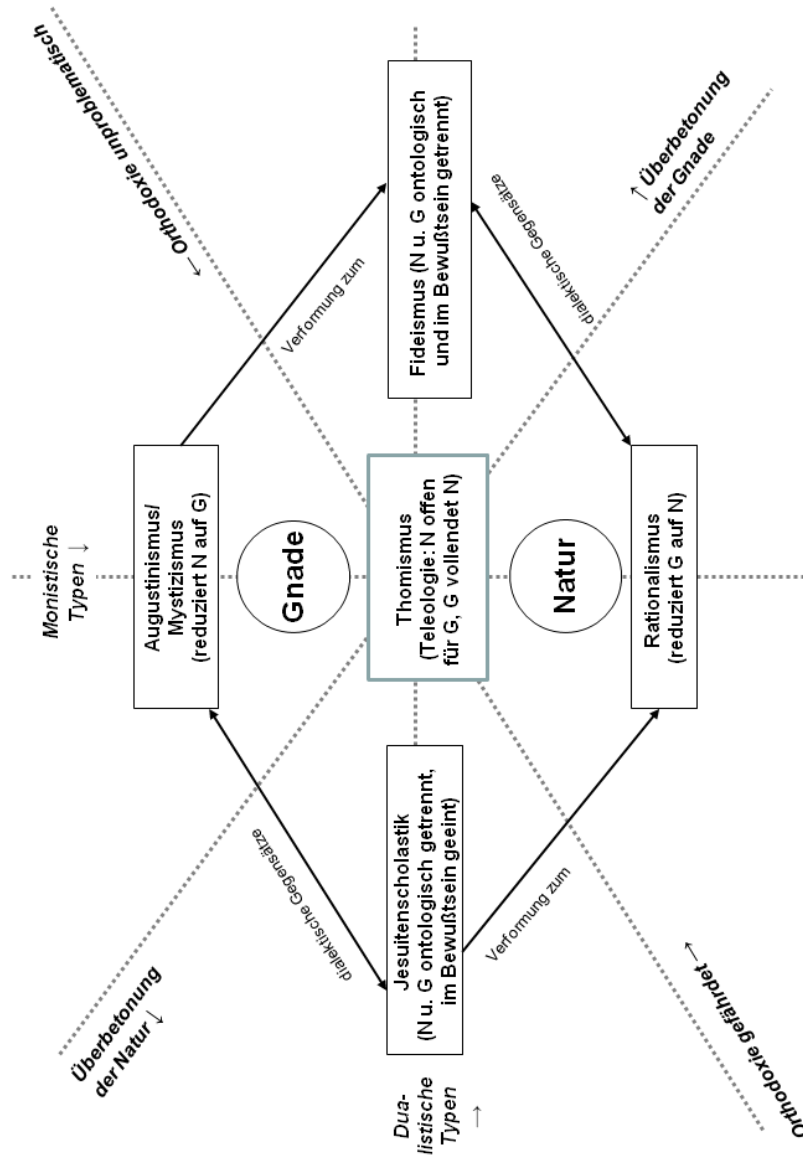 Monistische
Typen ↓
Überbetonung
der Natur ↓
← Orthodoxie unproblematisch
Augustinismus/
Mystizismus
(reduziert N auf G)
dialektische Gegensätze
Verformung zum
Gnade
Dua-
listische
Typen
→
Jesuitenscholastik
(N u. G ontologisch getrennt,
im Bewußtsein geeint)
Thomismus
(Teleologie: N offen
für G, G vollendet N)
Fideismus (N u. G ontologisch
und im Bewußtsein getrennt)
Verformung zum
dialektische Gegensätze
Natur
Rationalismus
(reduziert G auf N)
Orthodoxie gefährdet →
↑ Überbetonung
der Gnade